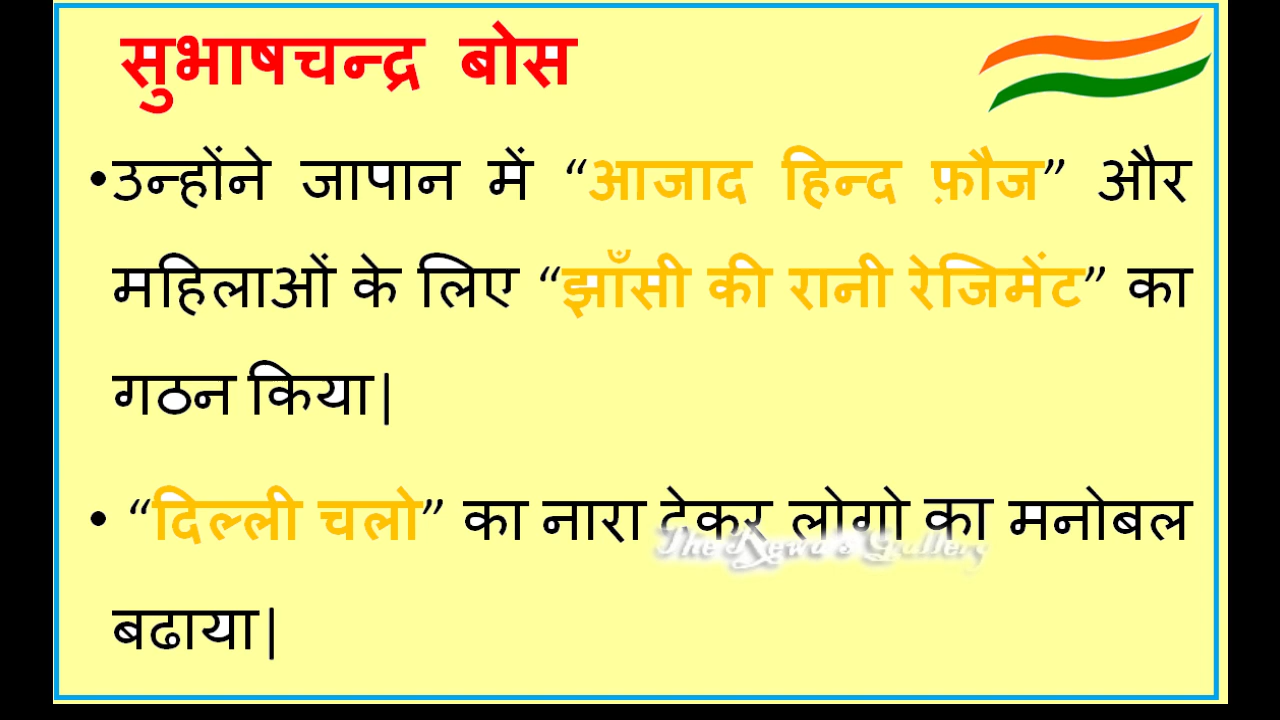 सुभाषचन्द्र बोस
•उन्होंने जापान में “आजाद हिन्द फ़ौज” और
महिलाओं के लिए “झाँसी की रानी रेजिमेंट” का
गठन किया|
• “दिल्ली चलो” का नारा देकर लोगो का मनोबल
बढाया|